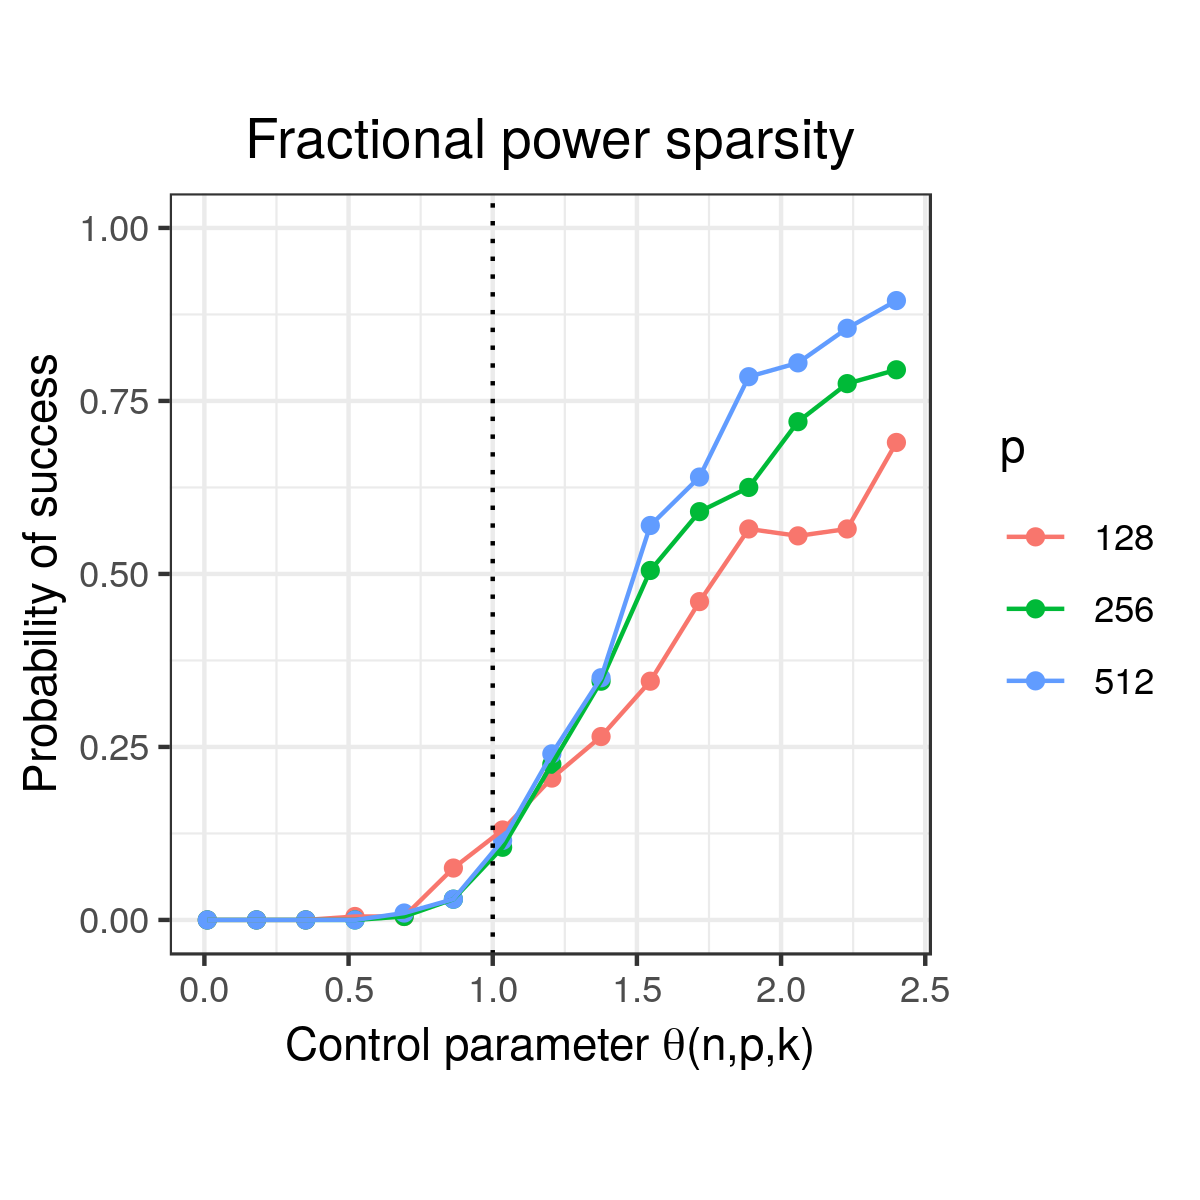 Fractional power sparsity
1.00
0.75
0.50
0.25
0.00
Probability of success
0.0 0.5 1.0 1.5 2.0 2.5
Control parameter θ(n,p,k)
p
128
256
512